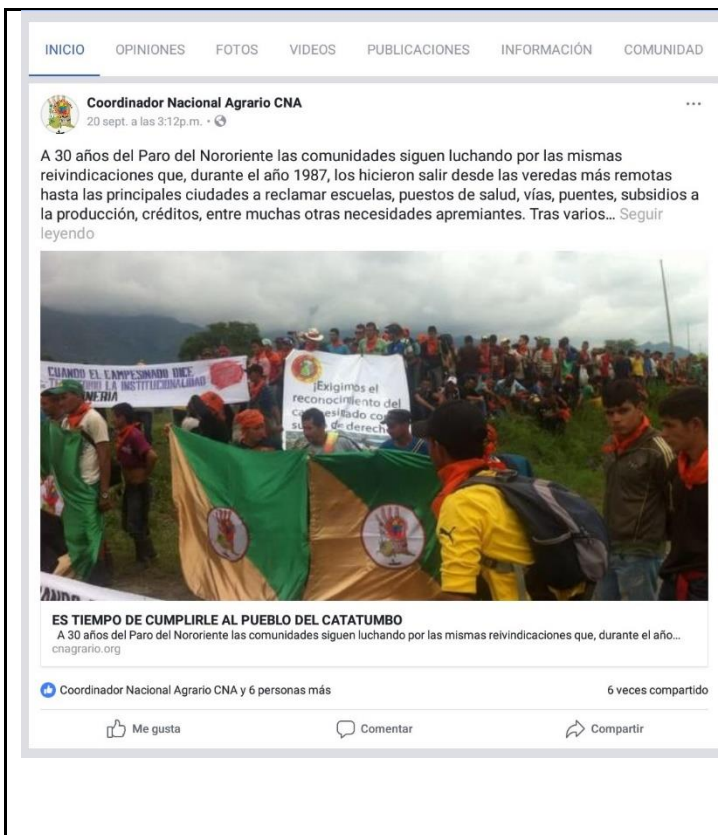 INICIO OPINIONES FOTOS VIDEOS PUBLICACIONES INFORMACIÓN COMUNIDAD
Coordinador Nacional Agrario CNA
20 sept. a las 3:12p.m.
A 30 años del Paro del Nororiente las comunidades siguen luchando por las mismas
reivindicaciones que, durante el año 1987, los hicieron salir desde las veredas más remotas
hasta las principales ciudades a reclamar escuelas, puestos de salud, vías, puentes, subsidios a
la producción, créditos, entre muchas otras necesidades apremiantes. Tras varios... Seguir
leyendo
CUANDO EL CAMPESINADO DICE
LA INSTITUCIONALIDAD
¡Exigimos el
reconocimiento del
ES TIEMPO DE CUMPLIRLE AL PUEBLO DEL CATATUMBO
A 30 años del Paro del Nororiente las comunidades siguen luchando por las mismas reivindicaciones que, durante el año...
cnagrario.org
Coordinador Nacional Agrario CNA y 6 personas más 6 veces compartido
Me gusta Comentar Compartir